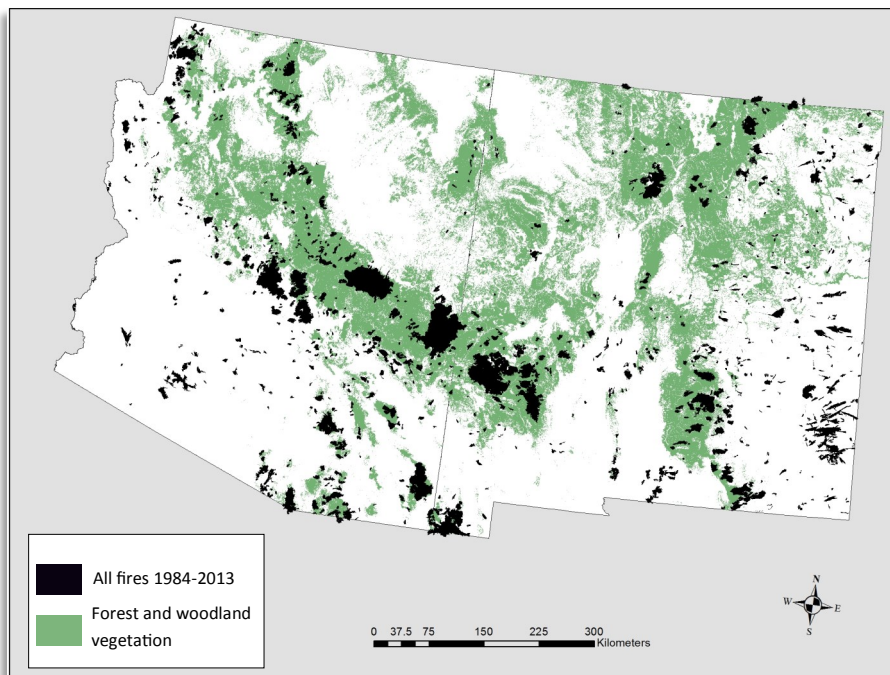 All fires 1984-2013
Forest and woodland
vegetation
N
W E
S
0 37.5 75 150 225 300
Kilometers